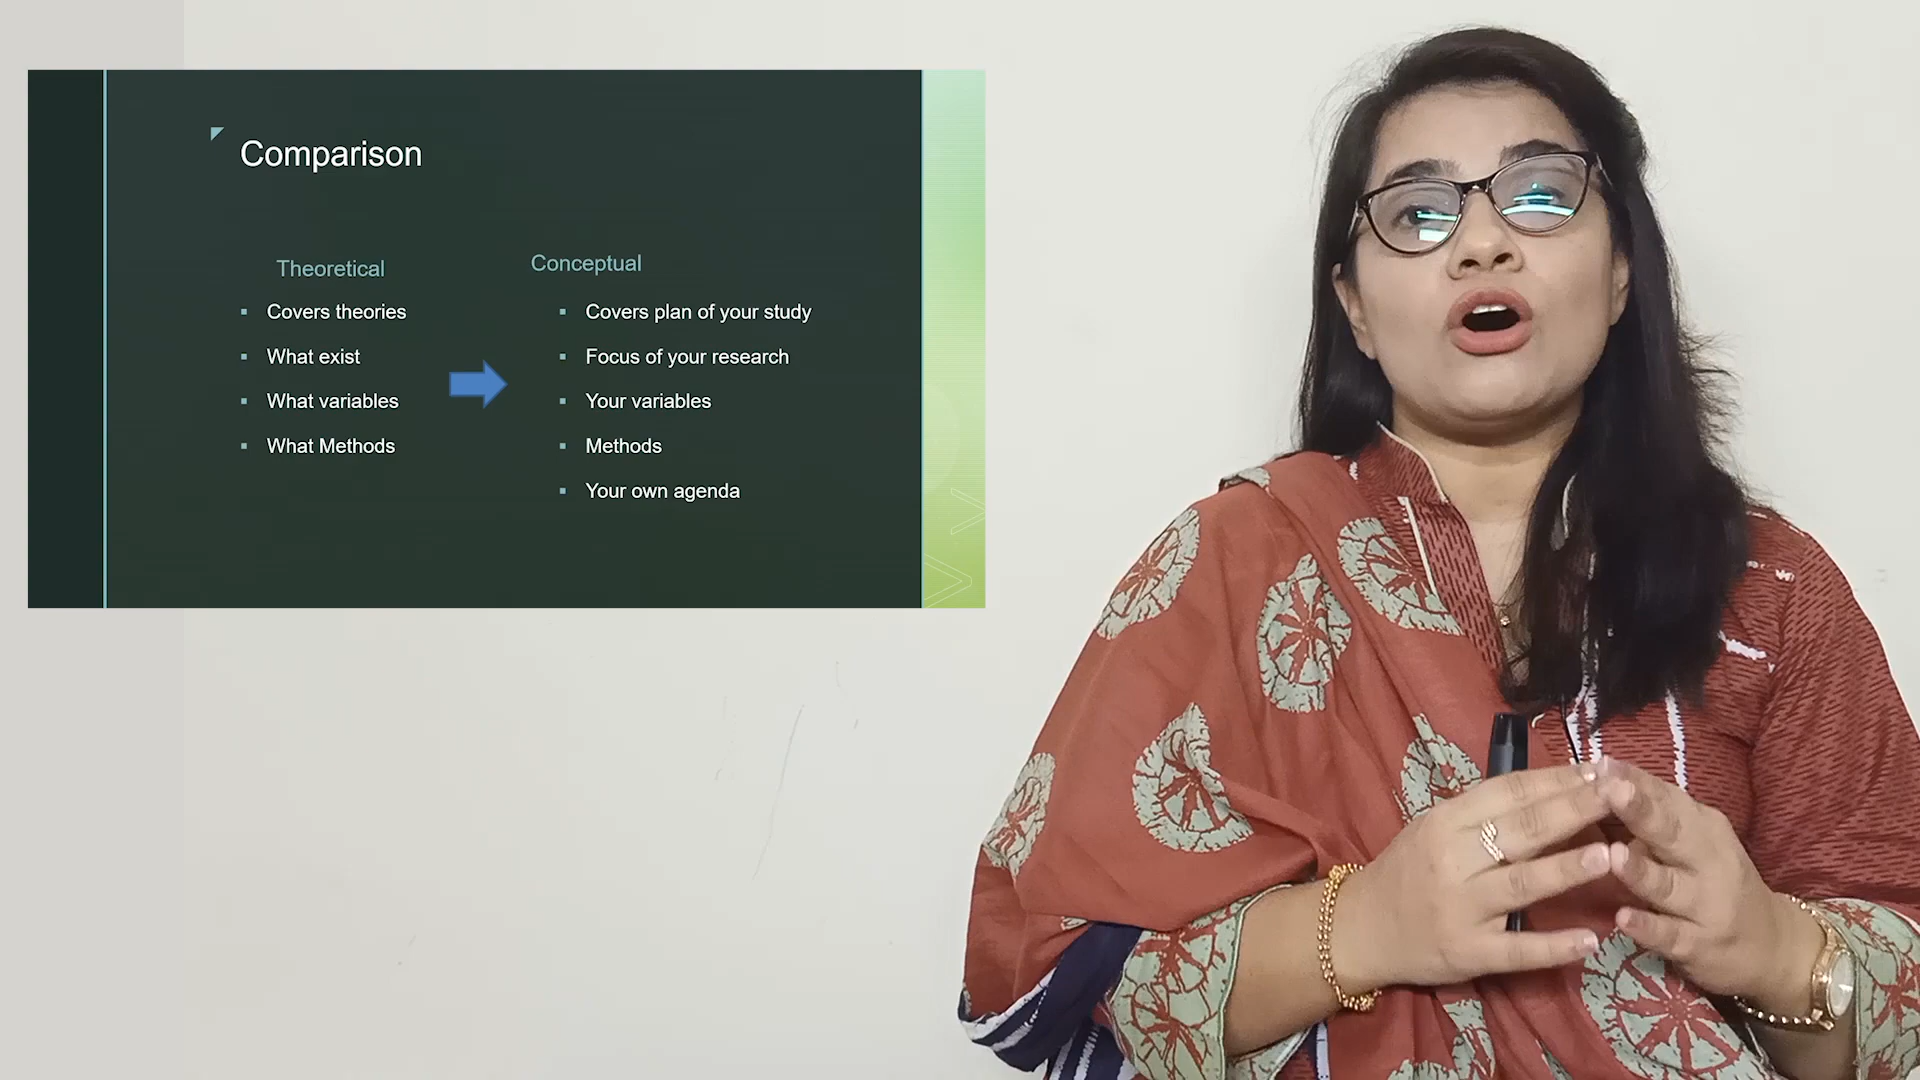 Comparison
Theoretical
Covers theories
What exist
What variables
What Methods
Conceptual
Covers plan of your study
Focus of your research
Your variables
Methods
Your own agenda